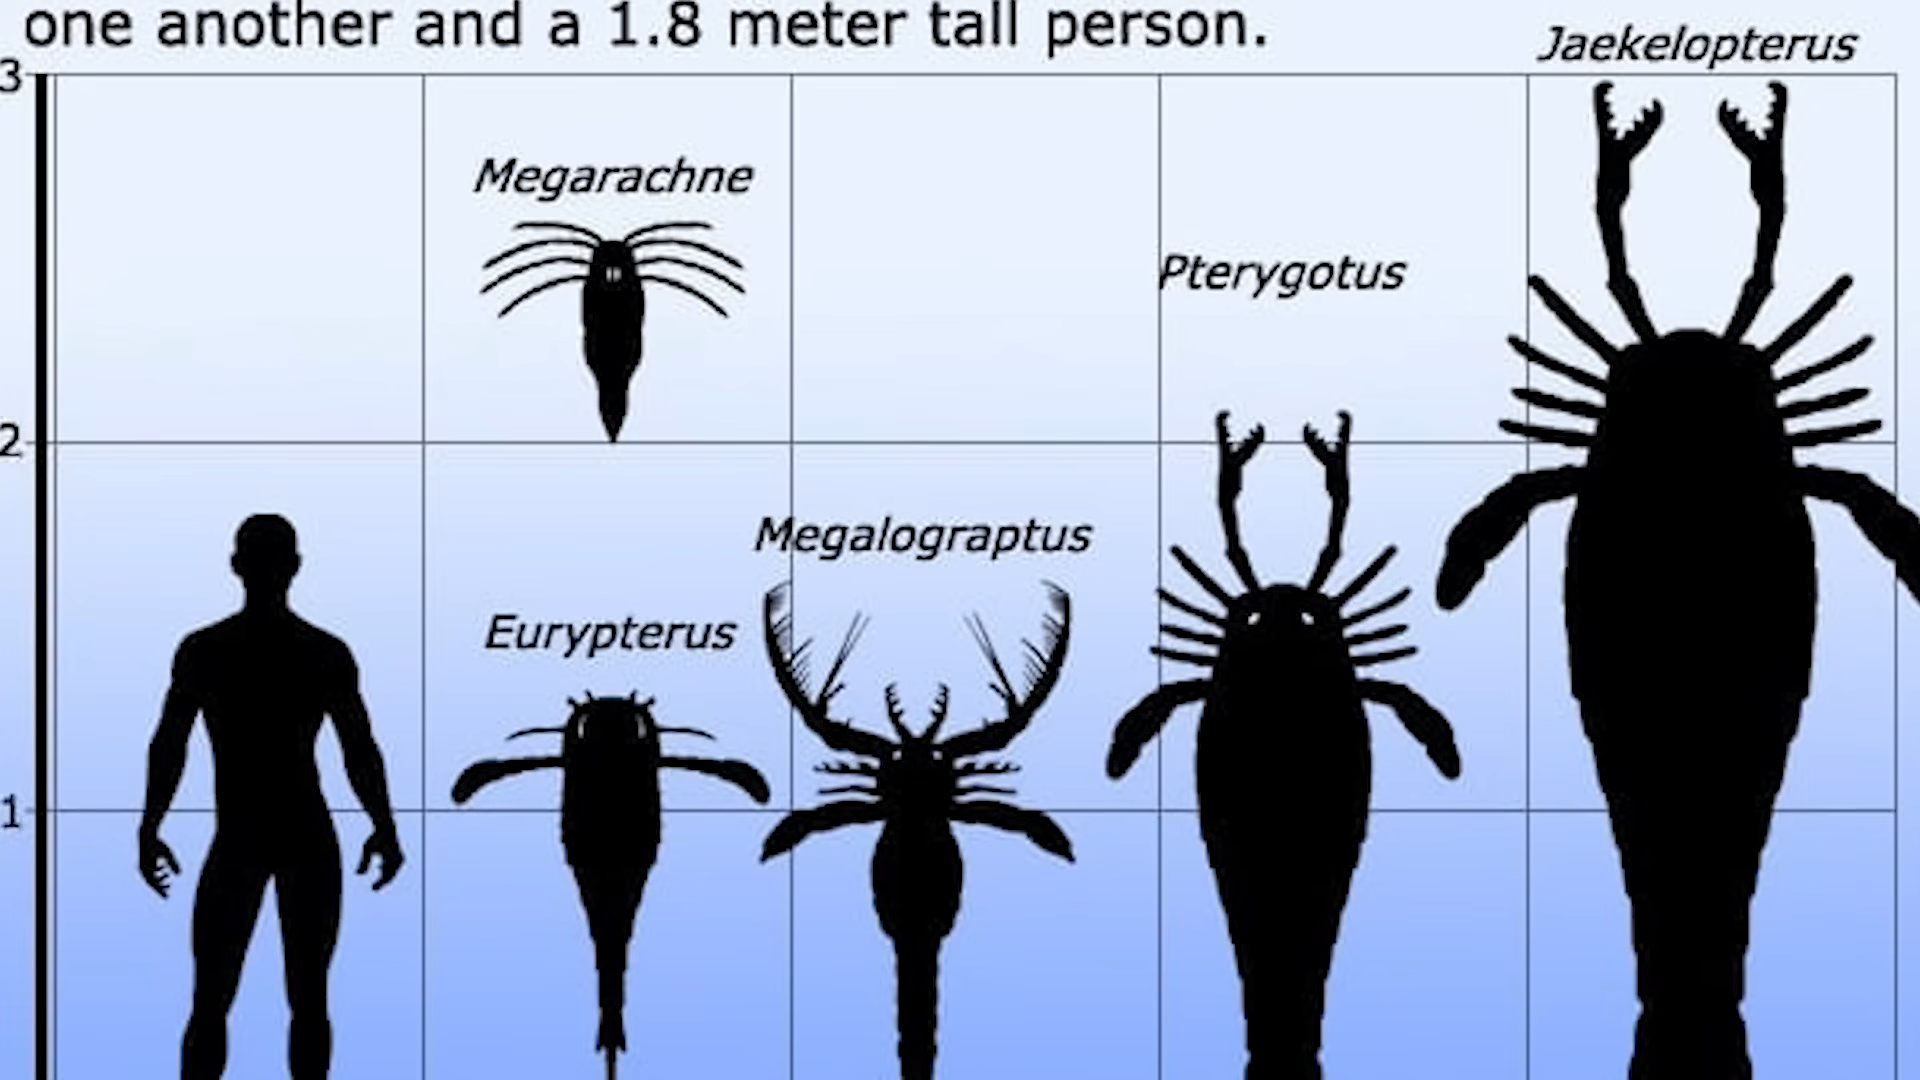 one another and a 1.8 meter tall person.
Jaekelopterus
3
Megarachne
Pterygotus
2
Megalograptus
Eurypterus
1